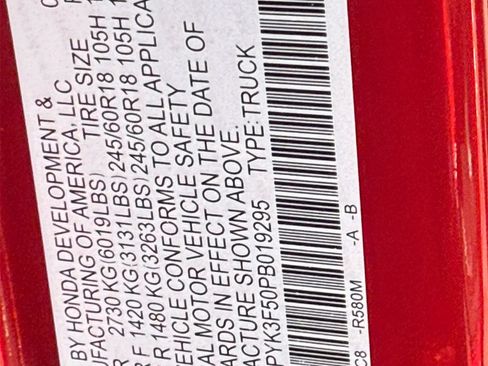 BY HONDA DEVELOPMENT &
UFACTURING OF AMERICA, LLC
2730 KG(6019LBS) TIRE SIZE
F 1420 KG(3131LBS) 245/60R18 105H
R 1480 KG(3263LBS) 245/60R18 105H
EHICLE CONFORMS TO ALL APPLICA
AL MOTOR VEHICLE SAFETY
ARDS IN EFFECT ON THE DATE OF
ACTURE SHOWN ABOVE.
PYK3F50PB019295 TYPE: TRUCK
C8 -R580M -A -B